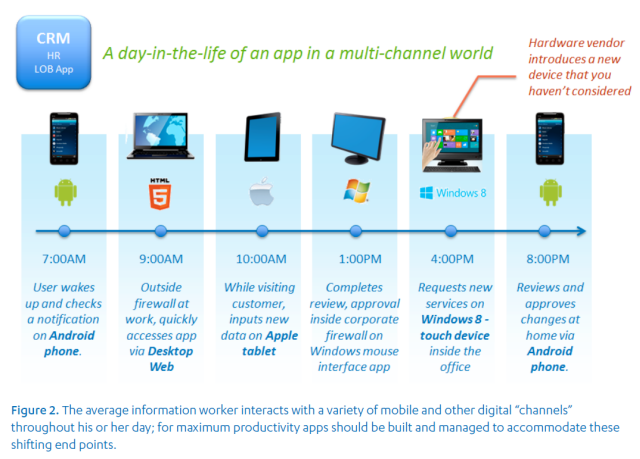 CRM
HR
LOB App
A day-in-the-life of an app in a multi-channel world
Hardware vendor
introduces a new
device that you
haven't considered
HTML
5
Windows 8
7:00AM
9:00AM
10:00AM
1:00PM
4:00PM
8:00PM
User wakes
up and checks
a notification
on Android
phone.
Outside
firewall at
work, quickly
accesses app
via Desktop
Web
While visiting
customer,
inputs new
data on Apple
tablet
Completes
review, approval
inside corporate
firewall on
Windows mouse
interface app
Requests new
services on
Windows 8 -
touch device
inside the
office
Reviews and
approves
changes at
home via
Android
phone.
Figure 2. The average information worker interacts with a variety of mobile and other digital “channels”
throughout his or her day; for maximum productivity apps should be built and managed to accommodate these
shifting end points.